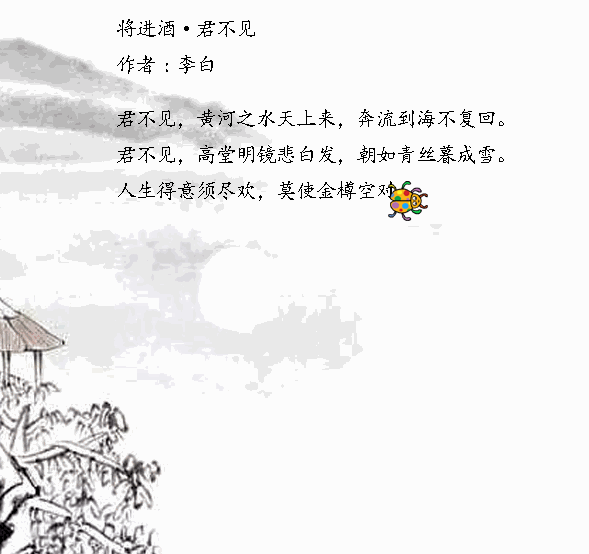 将进酒·君不见
作者：李白
君不见，黄河之水天上来，奔流到海不复回。
君不见，高堂明镜悲白发，朝如青丝暮成雪。
人生得意须尽欢，莫使金樽空对